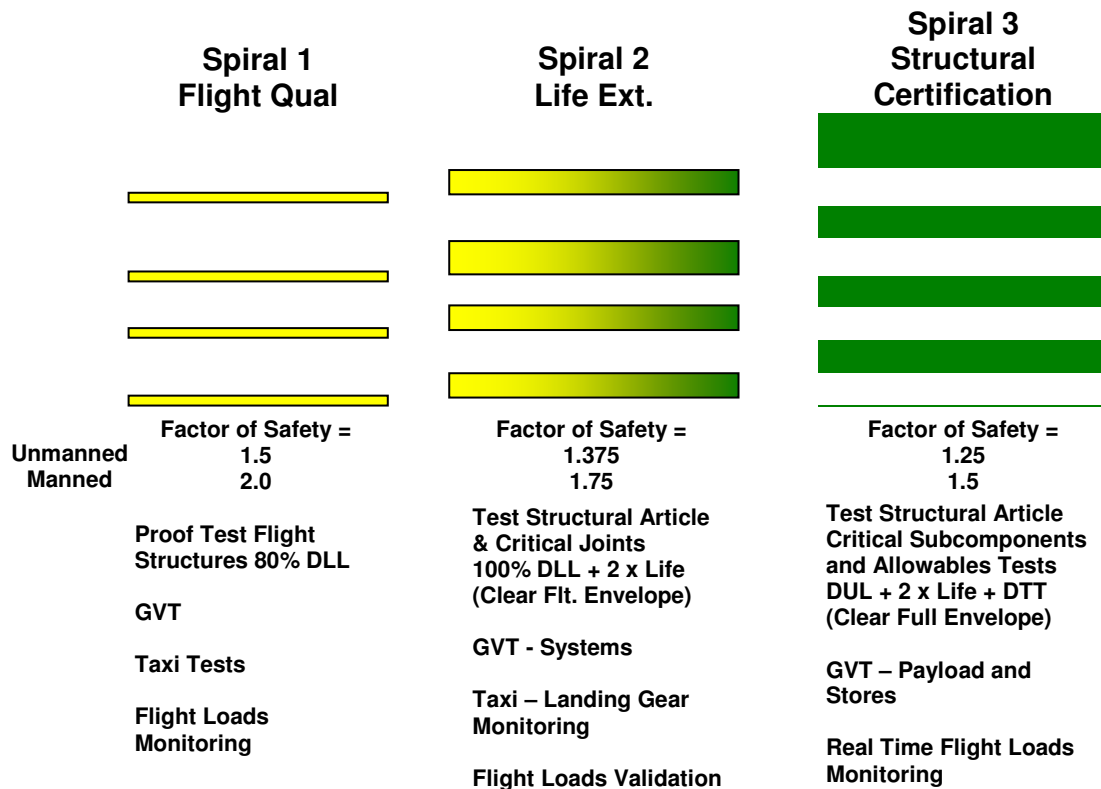 Spiral 1
Flight Qual
Spiral 2
Life Ext.
Spiral 3
Structural
Certification
Unmanned
Manned
Factor of Safety =
1.5
2.0
Factor of Safety =
1.375
1.75
Factor of Safety =
1.25
1.5
Proof Test Flight
Structures 80% DLL
GVT
Taxi Tests
Flight Loads
Monitoring
Test Structural Article
& Critical Joints
100% DLL + 2 x Life
(Clear Flt. Envelope)
GVT - Systems
Taxi – Landing Gear
Monitoring
Flight Loads Validation
Test Structural Article
Critical Subcomponents
and Allowables Tests
DUL + 2 x Life + DTT
(Clear Full Envelope)
GVT – Payload and
Stores
Real Time Flight Loads
Monitoring